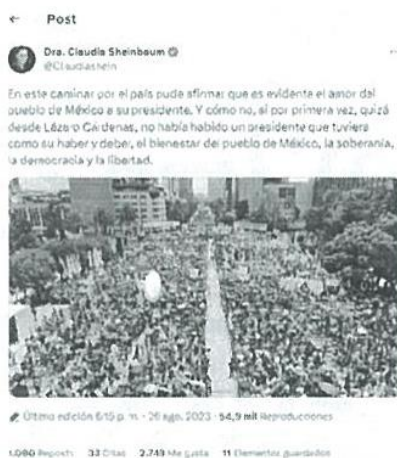 ← Post
Dra. Claudia Sheinbaum
@Claudiashein
En este caminar por el país pude afirmar que es evidente el amor del
pueblo de México a su presidente. Y cómo no, si por primera vez, quizá
desde Lázaro Cárdenas, no había habido un presidente que tuviera
como su haber y deber, el bienestar del pueblo de México, la soberanía,
la democracia y la libertad.
Última edición 6:15 p. m. · 26 ago. 2023 · 54,9 mil Reproducciones
1.080 Reposts 33 Citas 2.749 Me gusta 11 Elementos guardados